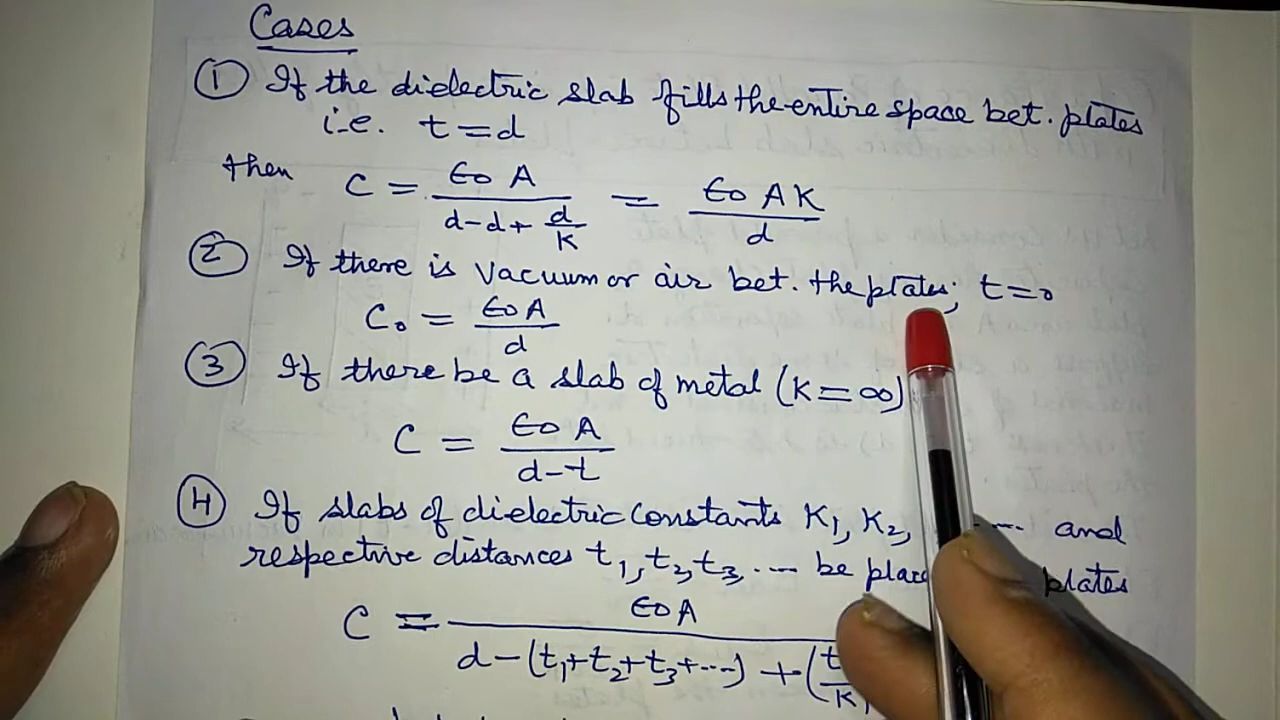 Cases
① If the dielectric slab fills the entire space bet. plates
i.e. t = d
then C = ϵ0 A / (d-d+ d/K) = ϵ0 A K / d
② If there is vacuum or air bet. the plates, t=0
C0 = ϵ0 A / d
③ If there be a slab of metal (K=∞)
C = ϵ0 A / (d-t)
④ If slabs of dielectric constants K1, K2, ... and
respective distances t1, t2, t3, ... be plates
C = ϵ0 A / d-(t1+t2+t3+...) + (